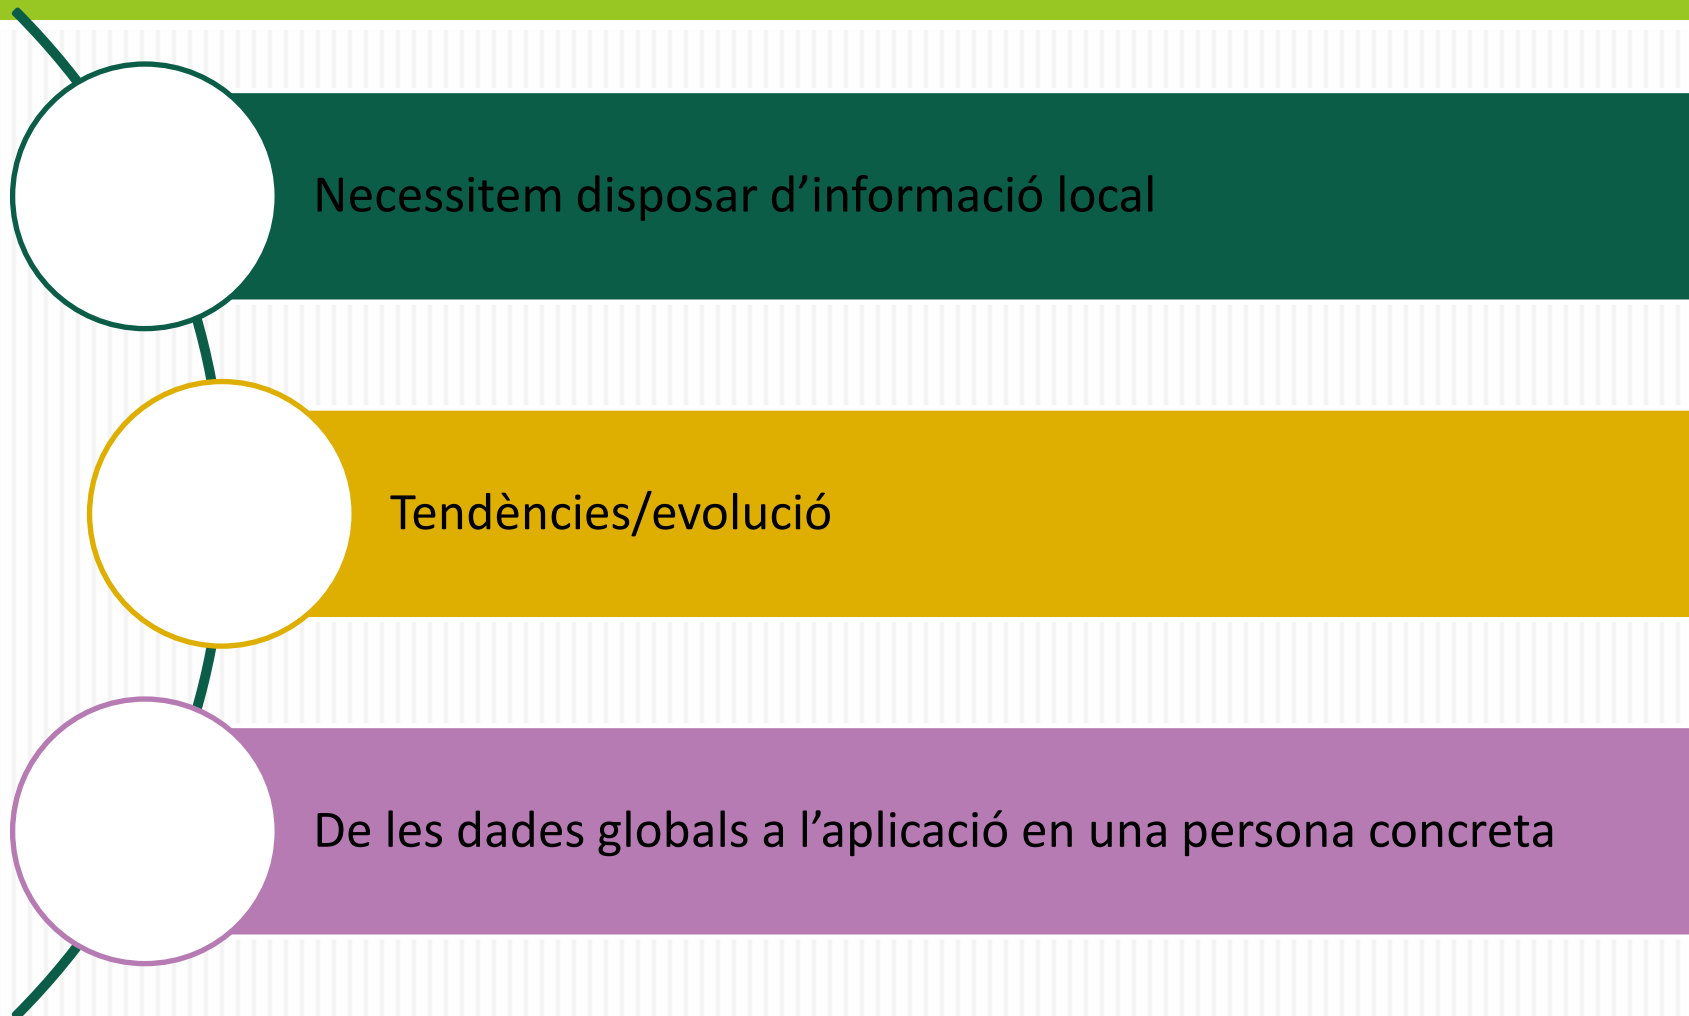 Necessitem disposar d’informació local
Tendències/evolució
De les dades globals a l’aplicació en una persona concreta